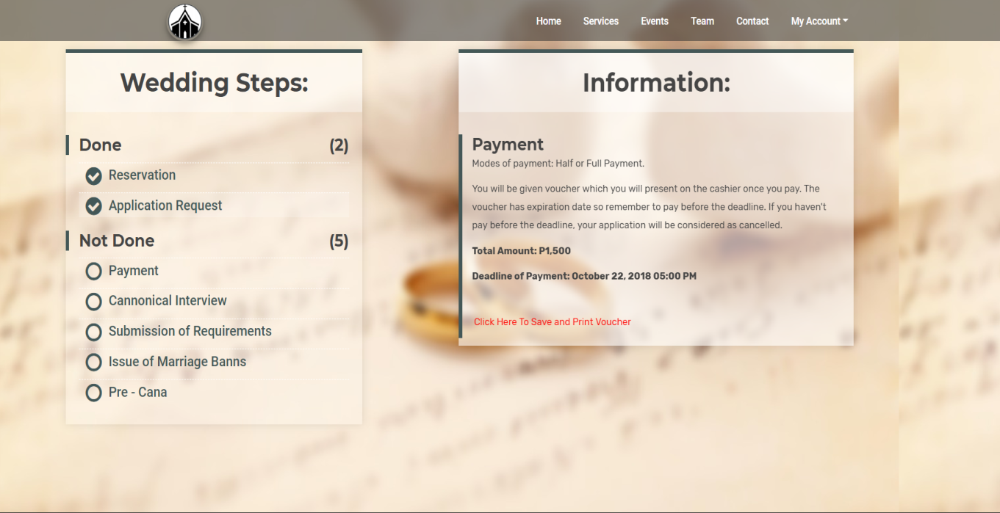 Home Services Events Team Contact My Account
Wedding Steps:
Done (2)
Reservation
Application Request
Not Done (5)
Payment
Cannonical Interview
Submission of Requirements
Issue of Marriage Banns
Pre - Cana
Information:
Payment
Modes of payment: Half or Full Payment.
You will be given voucher which you will present on the cashier once you pay. The
voucher has expiration date so remember to pay before the deadline. If you haven't
pay before the deadline, your application will be considered as cancelled.
Total Amount: P1,500
Deadline of Payment: October 22, 2018 05:00 PM
Click Here To Save and Print Voucher